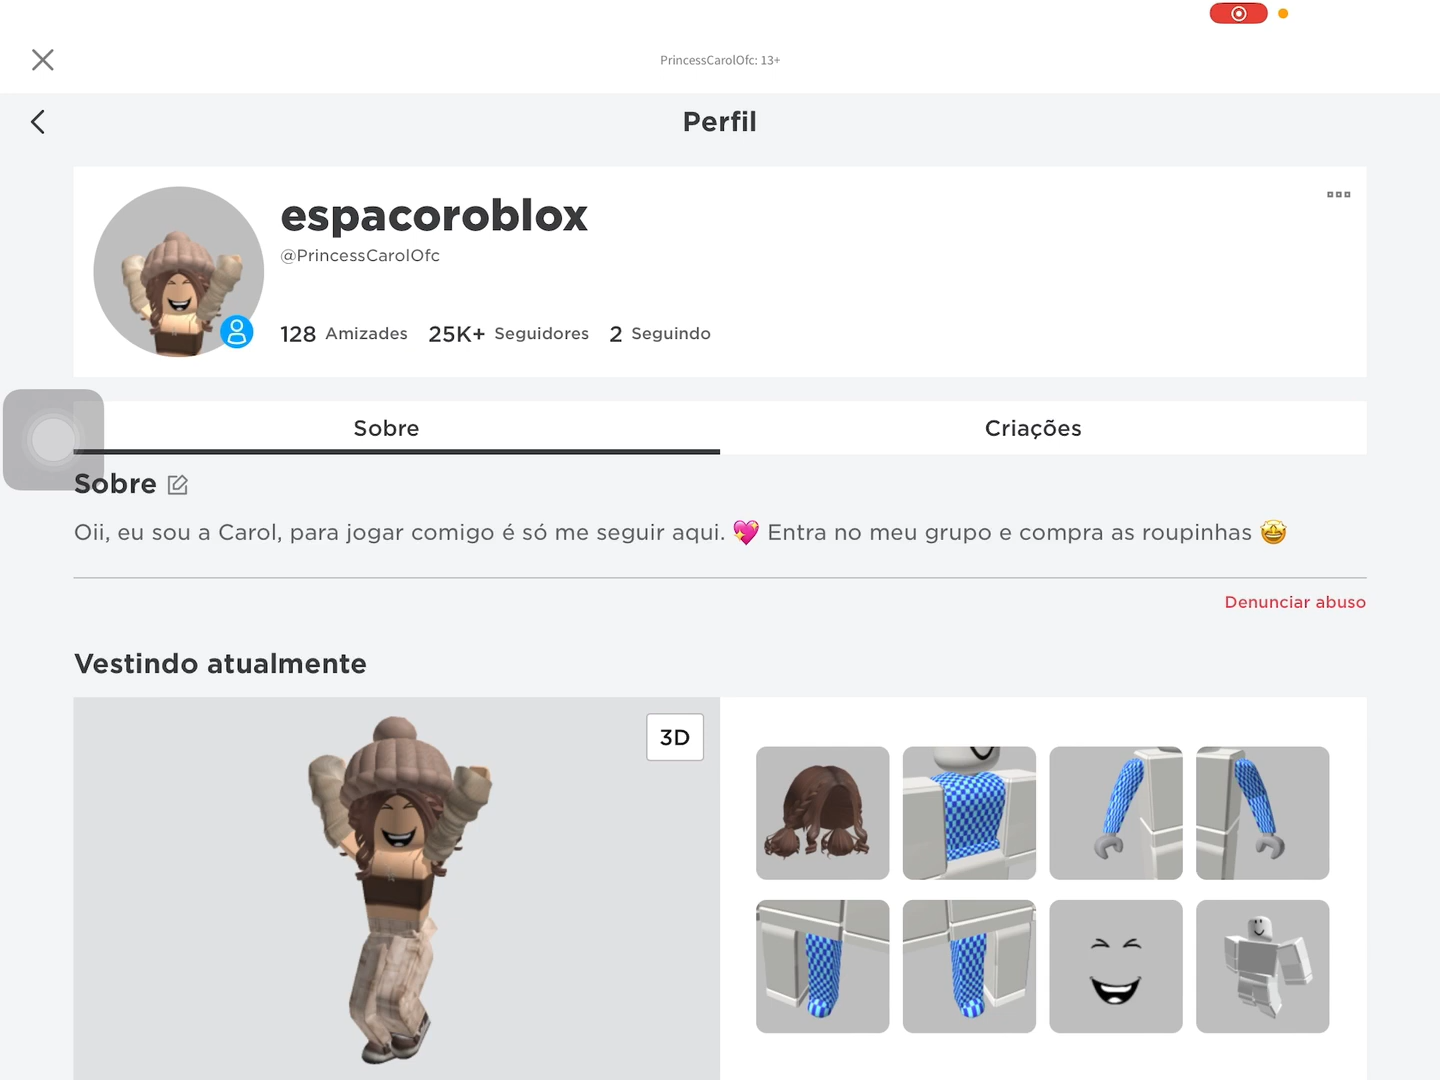 PrincessCarolOfc: 13+
Perfil
espacoroblox
@PrincessCarolOfc
128 Amizades 25K+ Seguidores 2 Seguindo
Sobre Criações
Sobre
Oii, eu sou a Carol, para jogar comigo é só me seguir aqui. 💖 Entra no meu grupo e compra as roupinhas 🤩
Denunciar abuso
Vestindo atualmente
3D